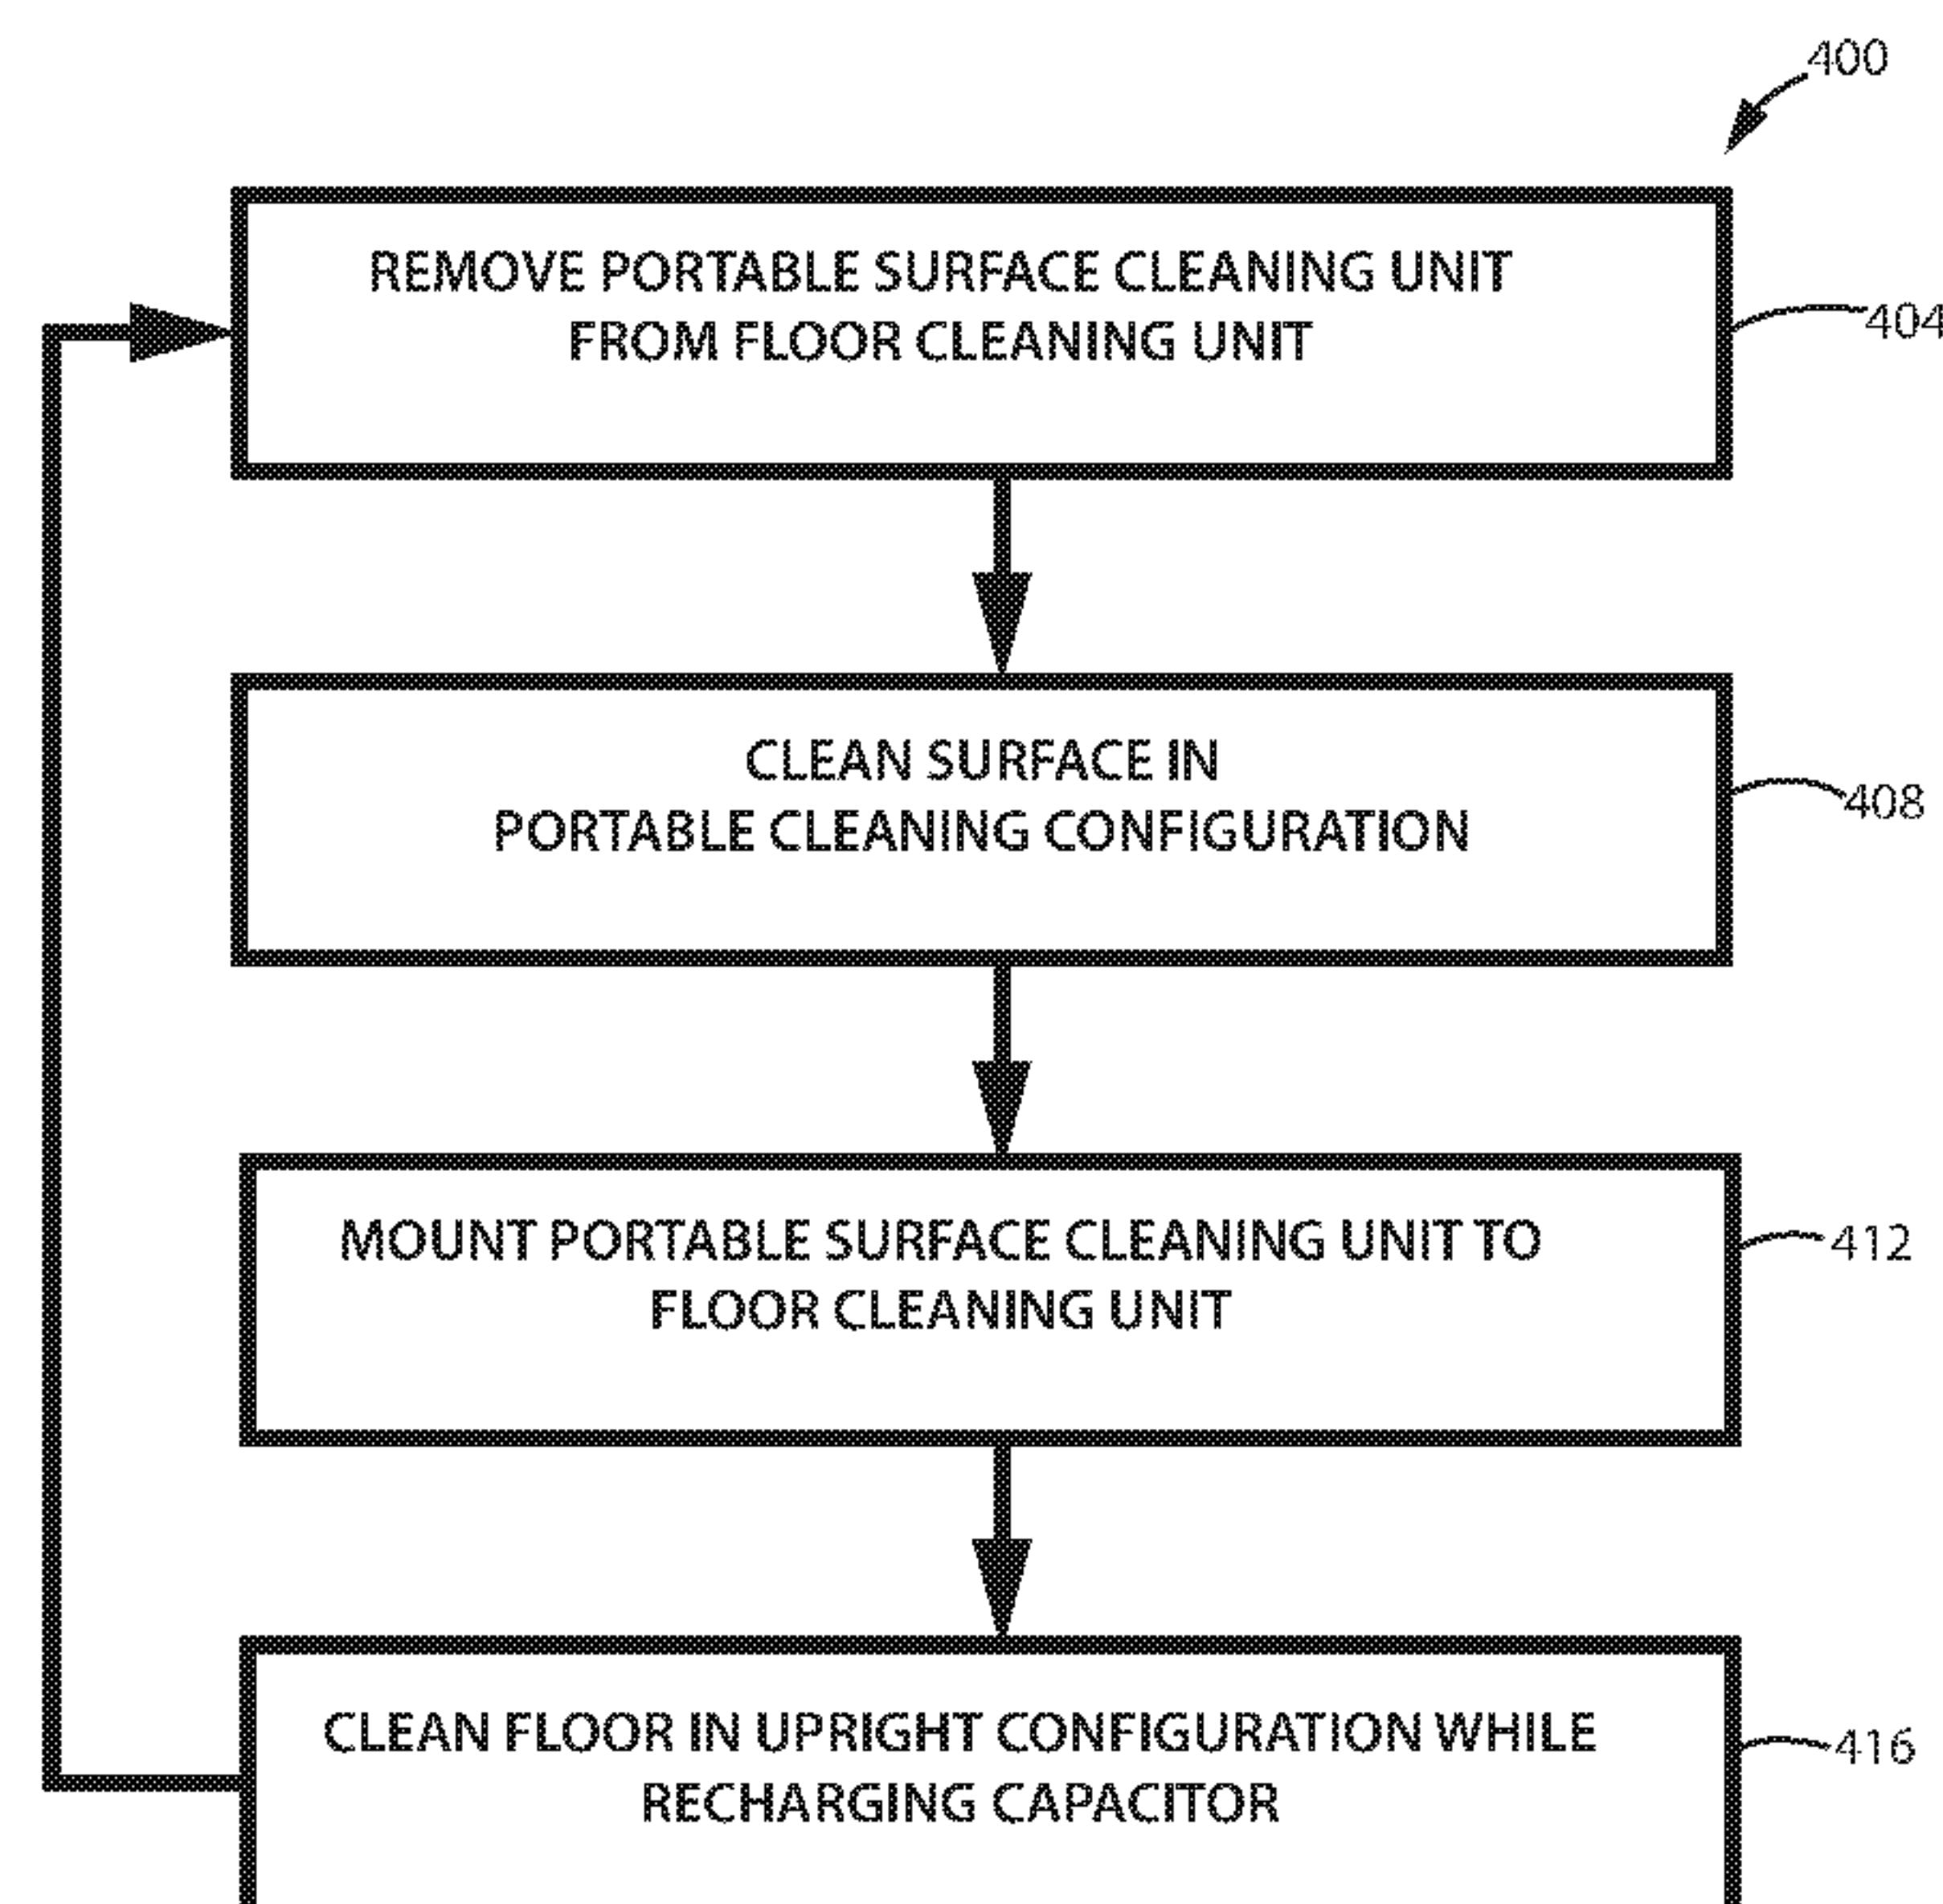 400
REMOVE PORTABLE SURFACE CLEANING UNIT
FROM FLOOR CLEANING UNIT
404
CLEAN SURFACE IN
PORTABLE CLEANING CONFIGURATION
408
MOUNT PORTABLE SURFACE CLEANING UNIT TO
FLOOR CLEANING UNIT
412
CLEAN FLOOR IN UPRIGHT CONFIGURATION WHILE
RECHARGING CAPACITOR
416